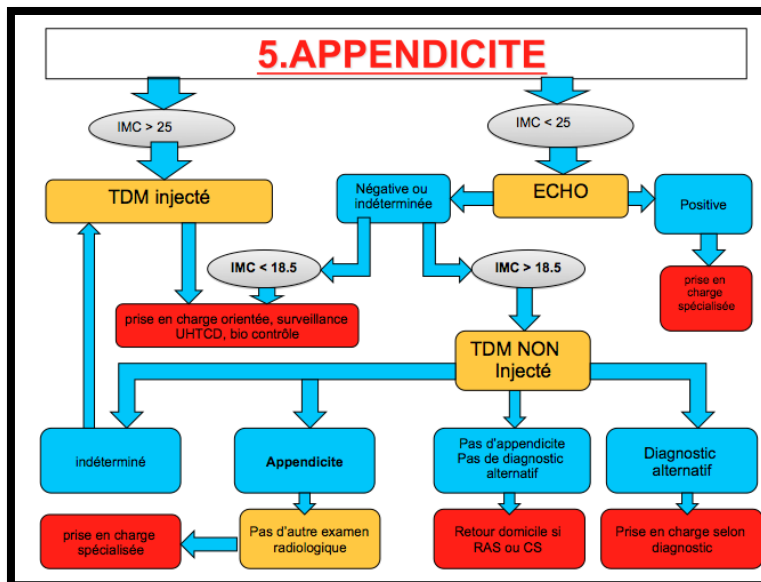 5.APPENDICITE
IMC > 25
IMC < 25
TDM injecté
Négative ou
indéterminée
ECHO
Positive
IMC < 18.5
IMC > 18.5
prise en
charge
spécialisée
prise en charge orientée, surveillance
UHTCD, bio contrôle
TDM NON
Injecté
indéterminé
Appendicite
Pas d'appendicite
Pas de diagnostic
alternatif
Diagnostic
alternatif
prise en charge
spécialisée
Pas d'autre examen
radiologique
Retour domicile si
RAS ou CS
Prise en charge selon
diagnostic